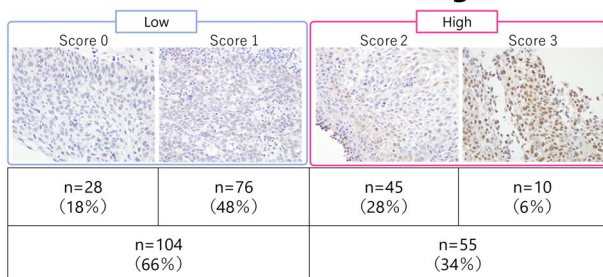 Low
High
Score 0
Score 1
Score 2
Score 3
n=28
(18%)
n=76
(48%)
n=45
(28%)
n=10
(6%)
n=104
(66%)
n=55
(34%)